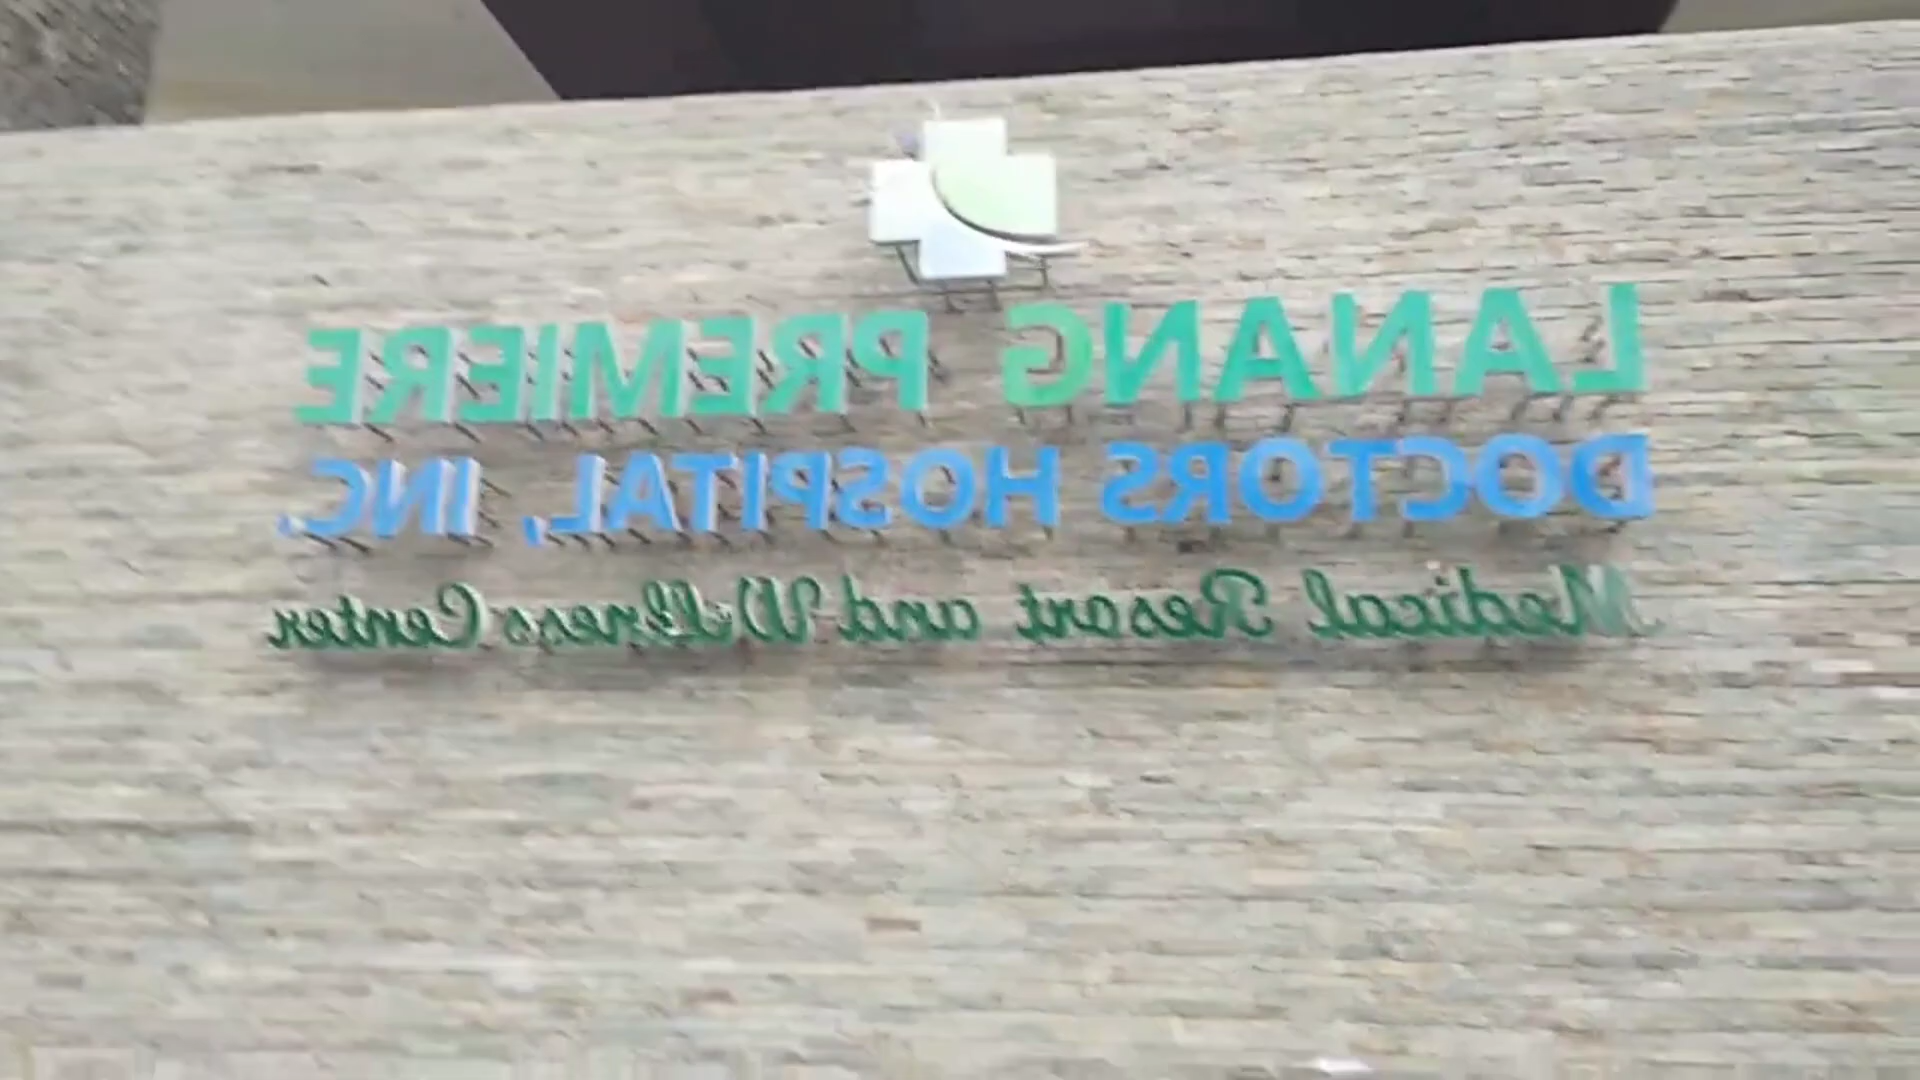 LANANG PREMIERE
DOCTORS HOSPITAL, INC.
Medical Resort and Wellness Center